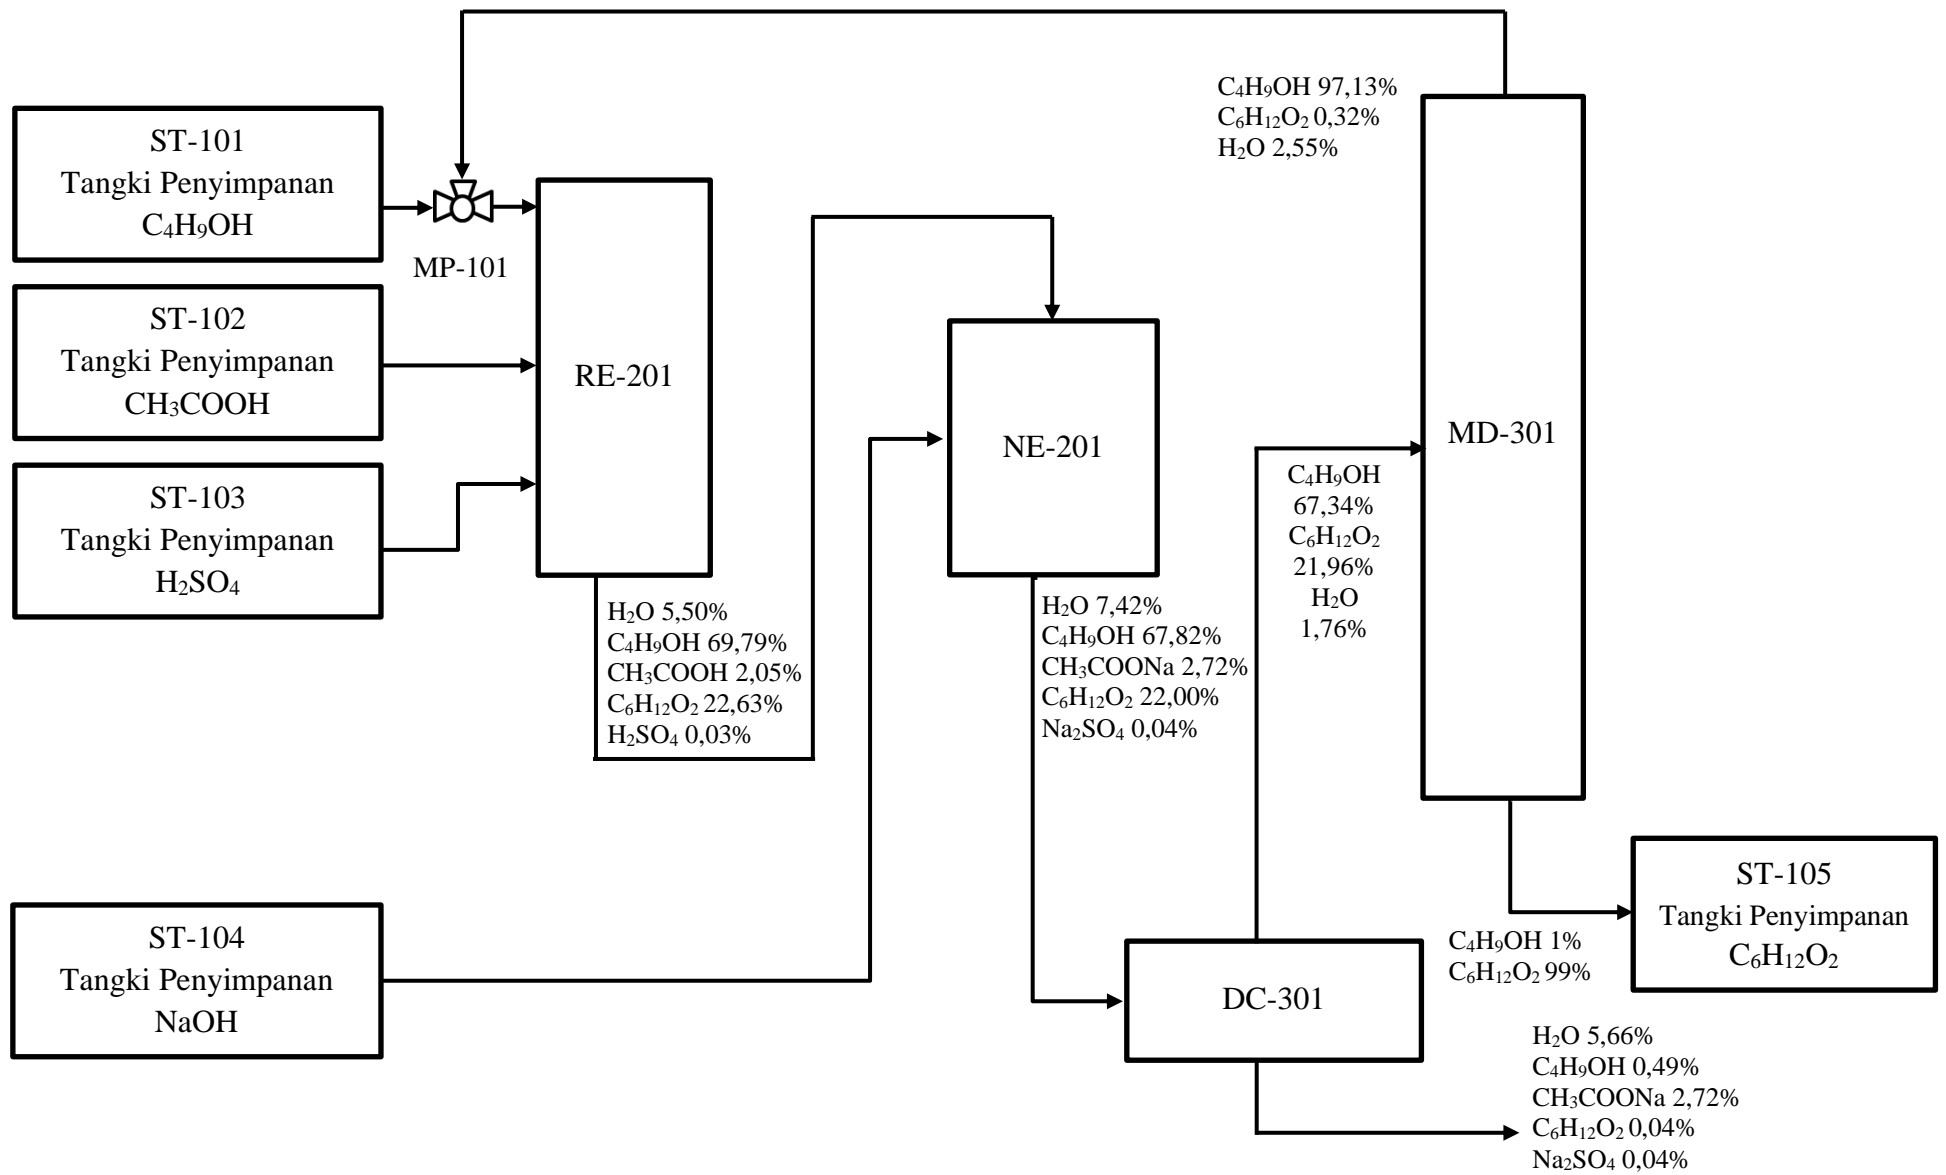 C₄H₉OH 97,13%
C₆H₁₂O₂ 0,32%
H₂O 2,55%
ST-101
Tangki Penyimpanan
C₄H₉OH
MP-101
ST-102
Tangki Penyimpanan
CH₃COOH
ST-103
Tangki Penyimpanan
H₂SO₄
RE-201
H₂O 5,50%
C₄H₉OH 69,79%
CH₃COOH 2,05%
C₆H₁₂O₂ 22,63%
H₂SO₄ 0,03%
NE-201
H₂O 7,42%
C₄H₉OH 67,82%
CH₃COONa 2,72%
C₆H₁₂O₂ 22,00%
Na₂SO₄ 0,04%
MD-301
C₄H₉OH
67,34%
C₆H₁₂O₂
21,96%
H₂O
1,76%
ST-104
Tangki Penyimpanan
NaOH
DC-301
C₄H₉OH 1%
C₆H₁₂O₂ 99%
ST-105
Tangki Penyimpanan
C₆H₁₂O₂
H₂O 5,66%
C₄H₉OH 0,49%
CH₃COONa 2,72%
C₆H₁₂O₂ 0,04%
Na₂SO₄ 0,04%